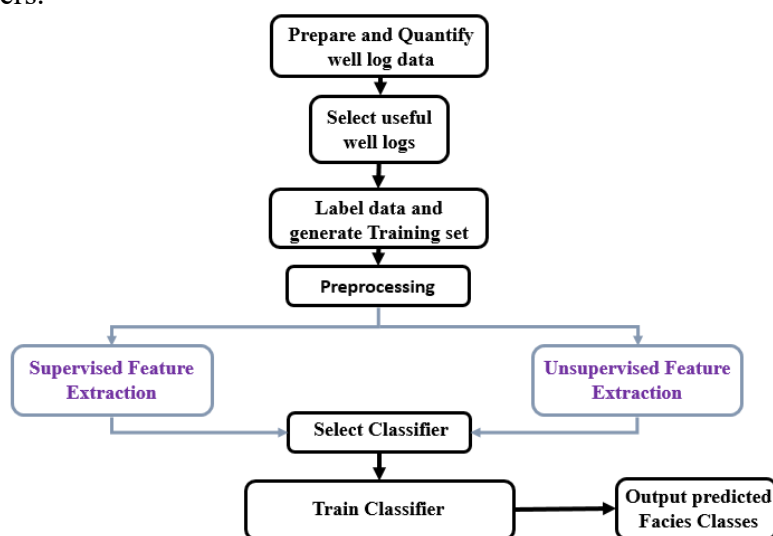 ers.
Prepare and Quantify
well log data
Select useful
well logs
Label data and
generate Training set
Preprocessing
Supervised Feature
Extraction
Unsupervised Feature
Extraction
Select Classifier
Train Classifier
Output predicted
Facies Classes